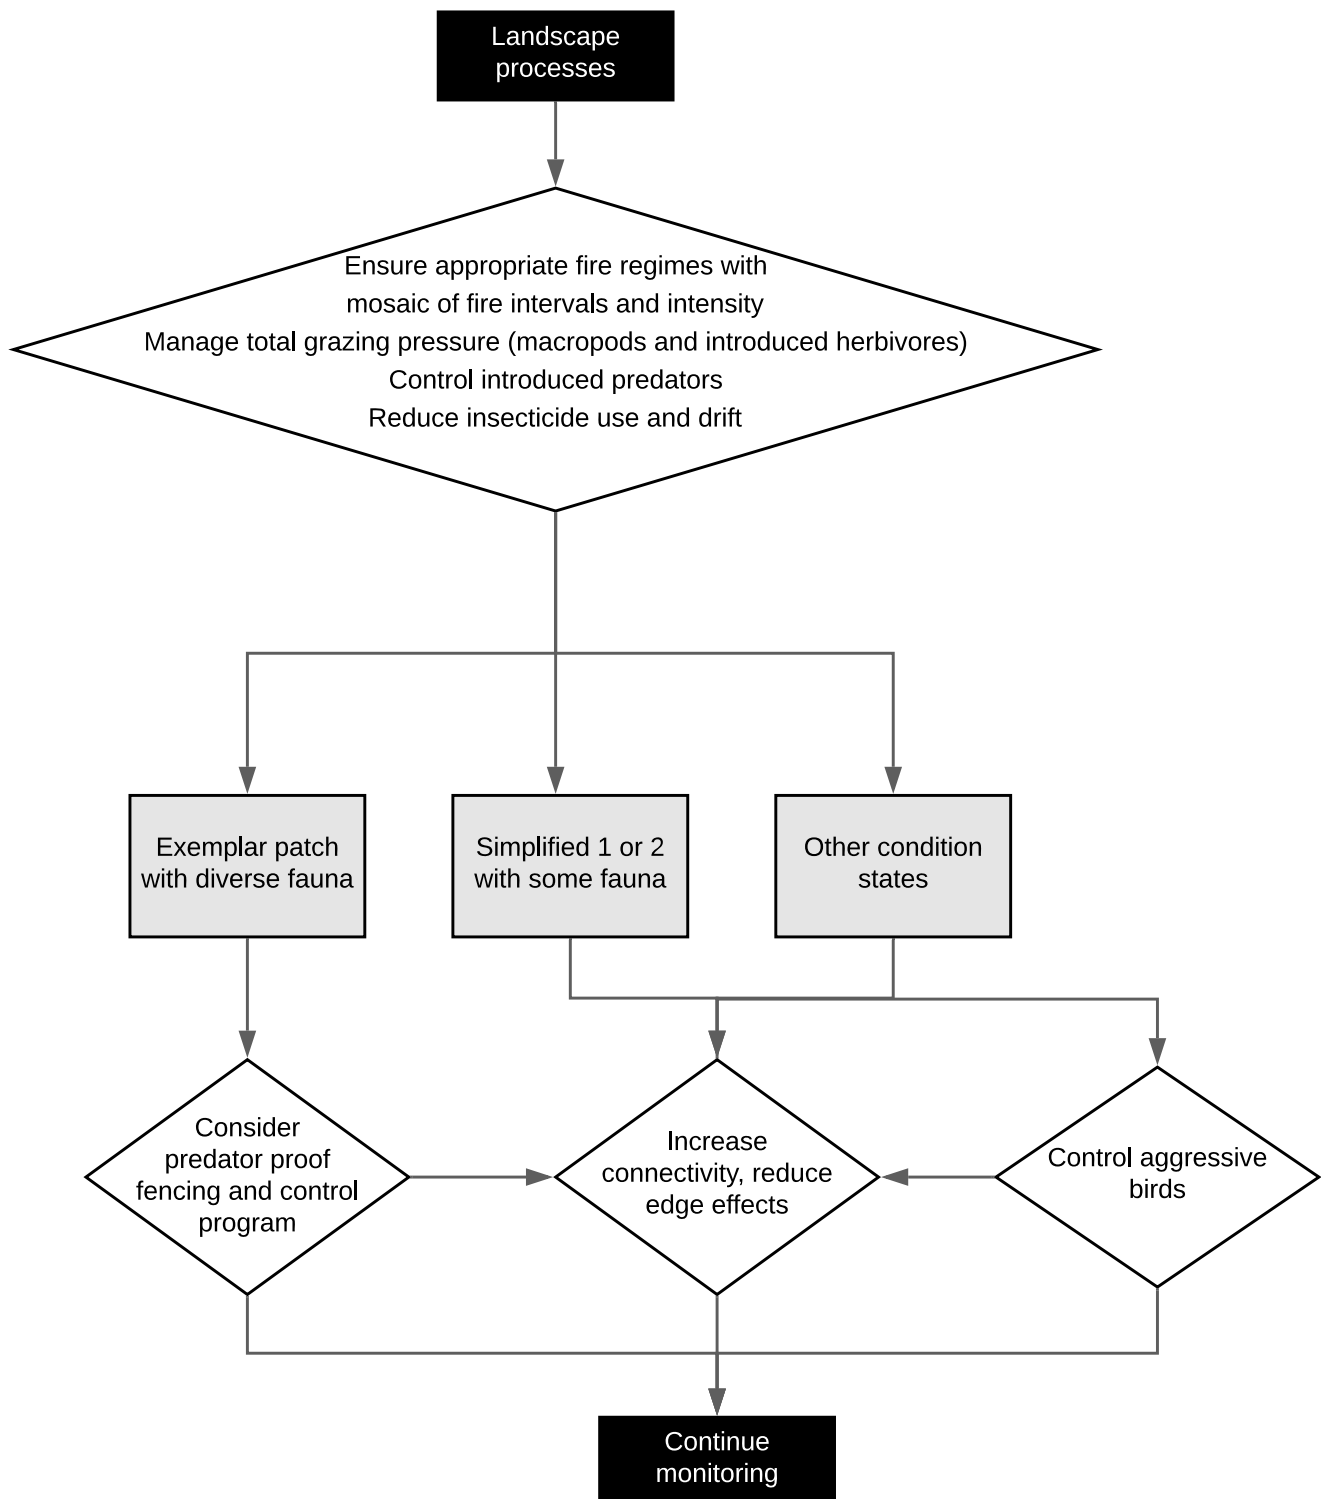 Landscape
processes
Ensure appropriate fire regimes with
mosaic of fire intervals and intensity
Manage total grazing pressure (macropods and introduced herbivores)
Control introduced predators
Reduce insecticide use and drift
Exemplar patch
with diverse fauna
Simplified 1 or 2
with some fauna
Other condition
states
Consider
predator proof
fencing and control
program
Increase
connectivity, reduce
edge effects
Control aggressive
birds
Continue
monitoring